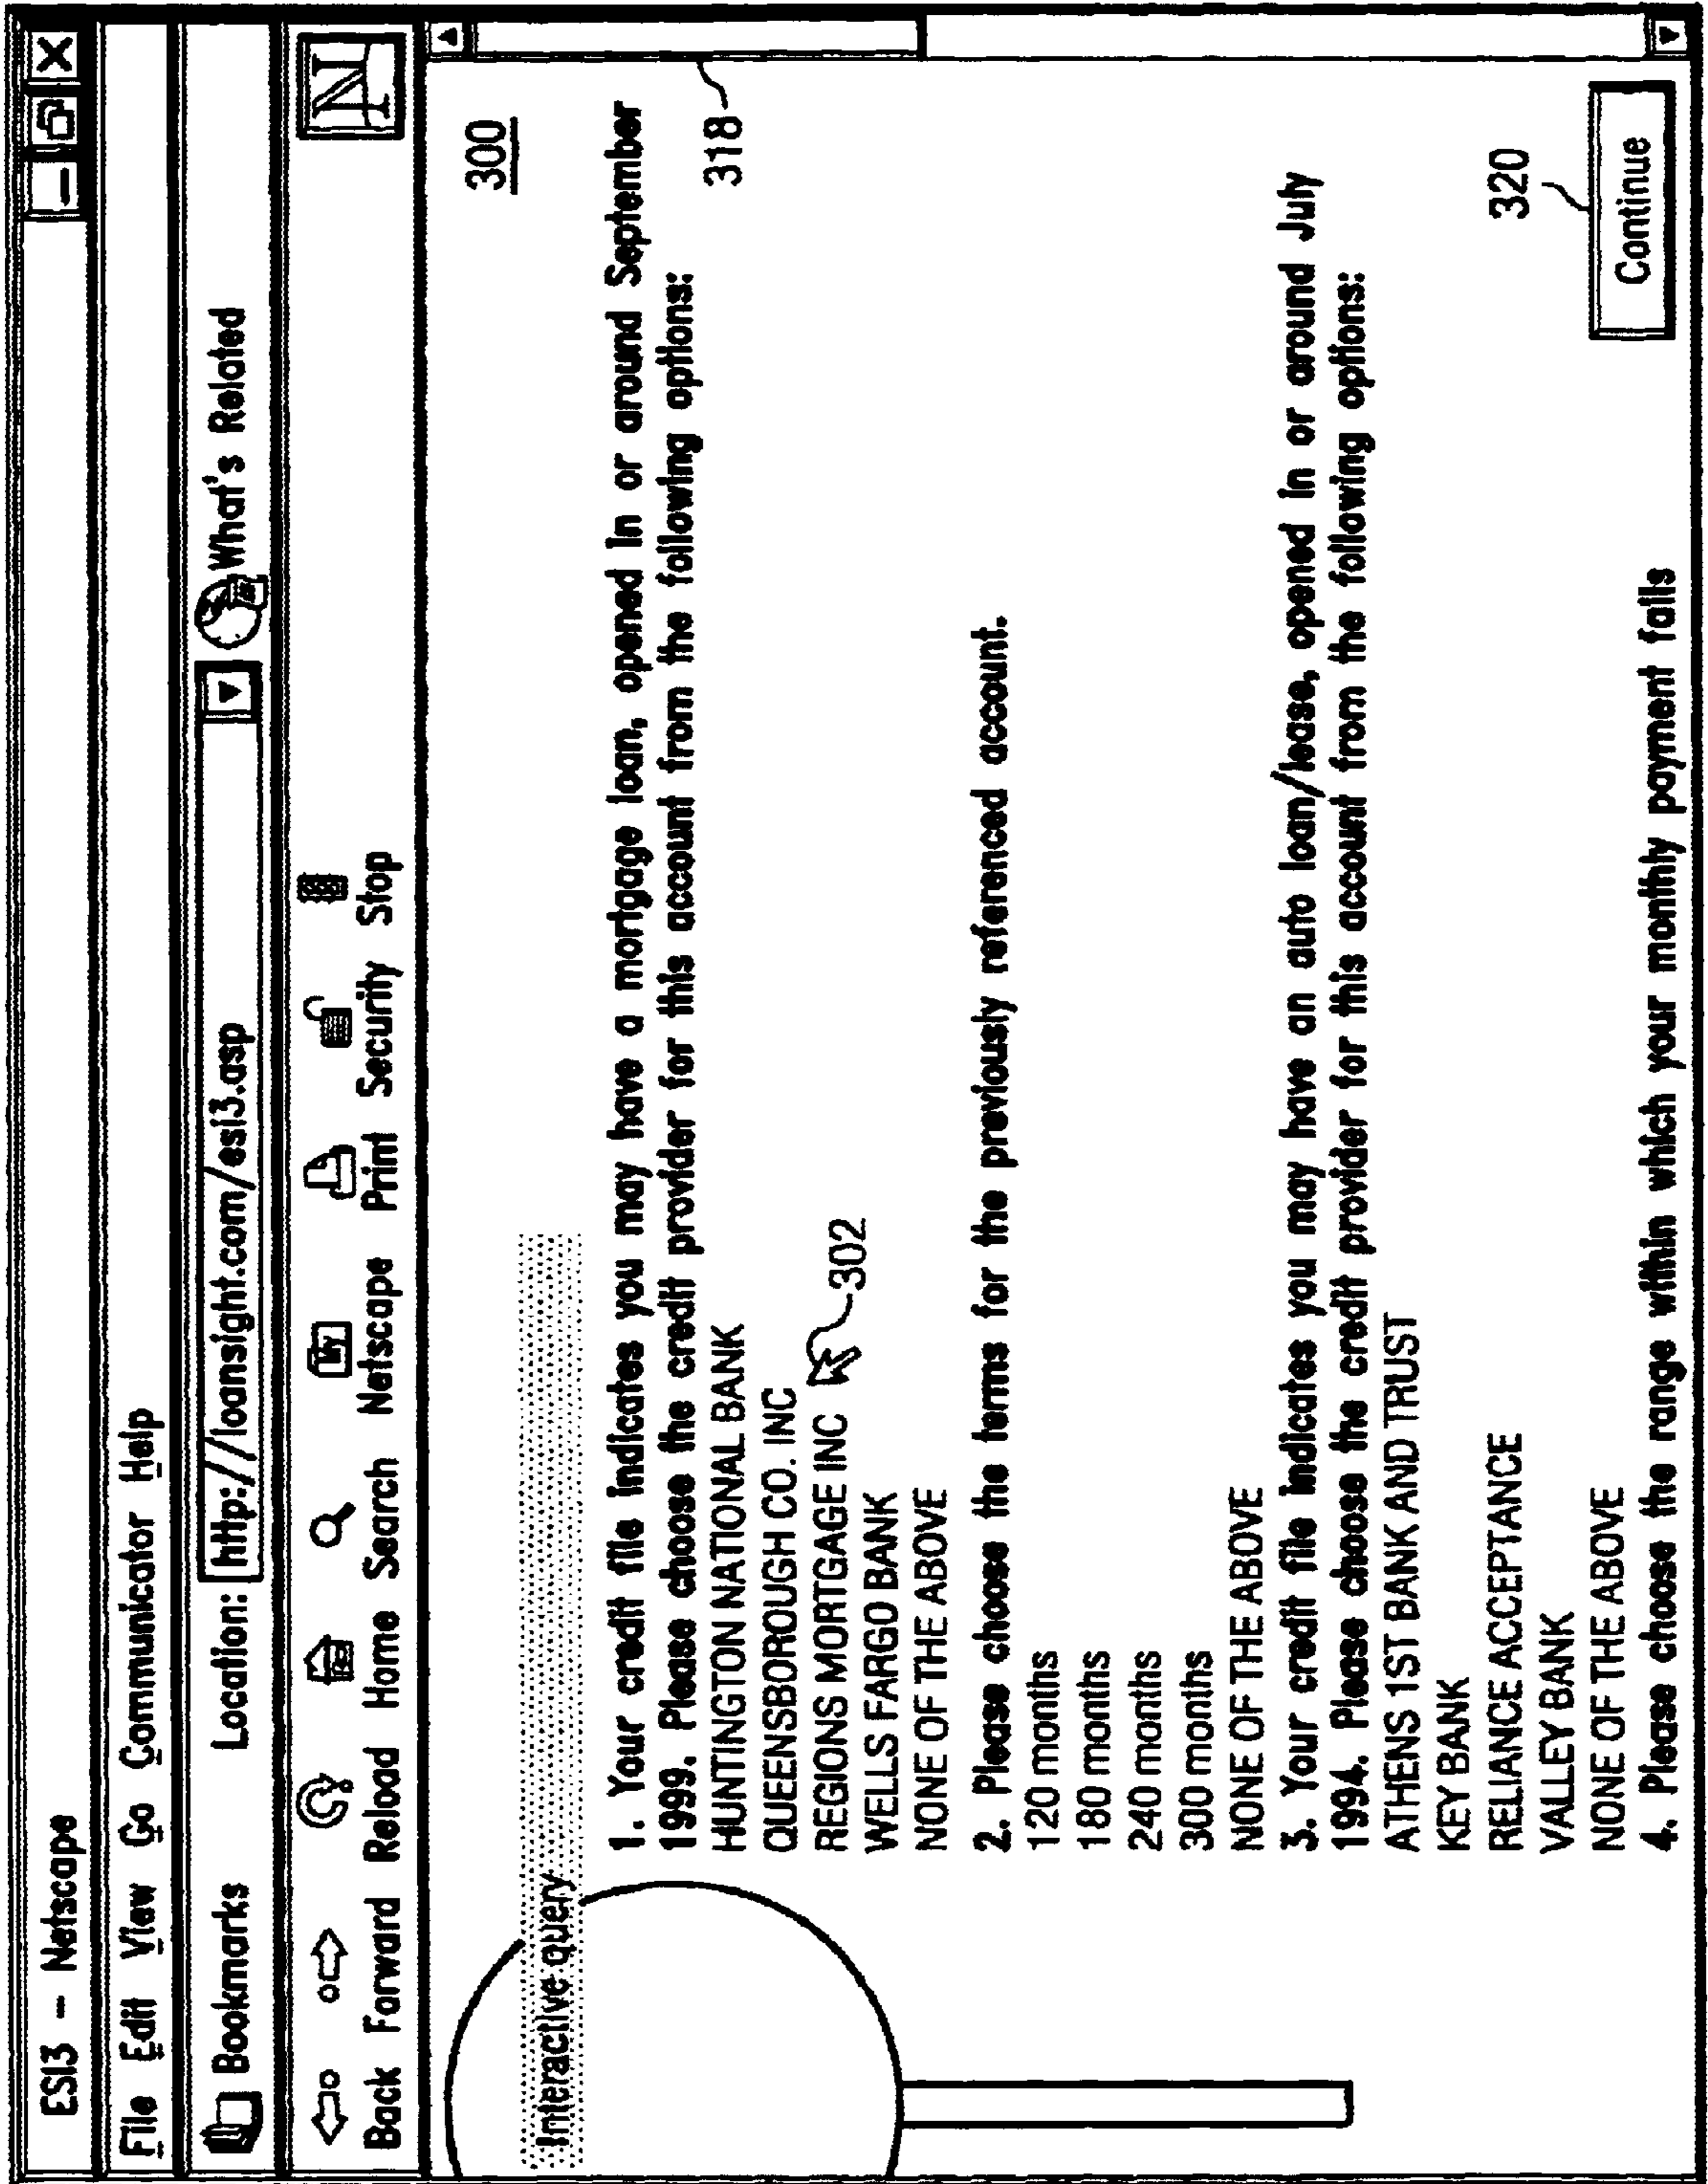 ESI3 - Netscape
File Edit View Go Communicator Help
Bookmarks Location: http://loansight.com/esi3.asp What's Related
N
My
Back Forward Reload Home Search Netscape Print Security Stop
300
Interactive query
1. Your credit file indicates you may have a mortgage loan, opened in or around September
1999. Please choose the credit provider for this account from the following options:
HUNTINGTON NATIONAL BANK
318
QUEENSBOROUGH CO. INC
REGIONS MORTGAGE INC 302
WELLS FARGO BANK
NONE OF THE ABOVE
2. Please choose the terms for the previously referenced account.
120 months
180 months
240 months
300 months
NONE OF THE ABOVE
3. Your credit file indicates you may have an auto loan/lease, opened in or around July
1994. Please choose the credit provider for this account from the following options:
ATHENS 1ST BANK AND TRUST
KEY BANK
RELIANCE ACCEPTANCE
320
VALLEY BANK
NONE OF THE ABOVE
Continue
4. Please choose the range within which your monthly payment falls